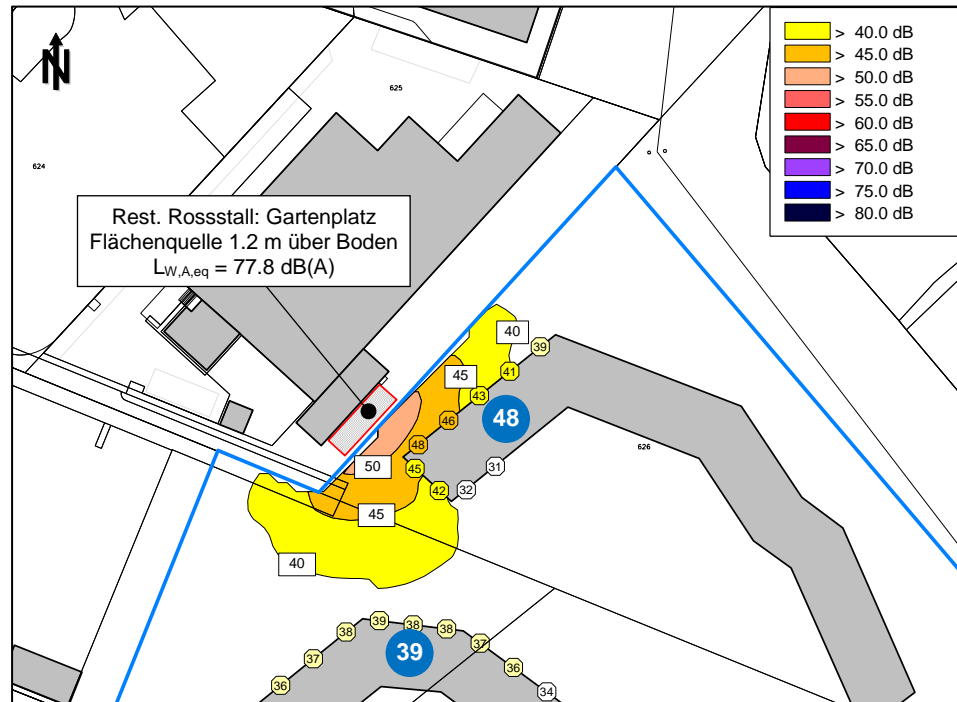 N
> 40.0 dB
> 45.0 dB
> 50.0 dB
> 55.0 dB
> 60.0 dB
> 65.0 dB
> 70.0 dB
> 75.0 dB
> 80.0 dB
625
624
Rest. Rossstall: Gartenplatz
Flächenquelle 1.2 m über Boden
LW,A,eq = 77.8 dB(A)
40
39
45
41
43
46
48
48
626
50
45
31
32
42
45
40
39
38
38
38
39
37
37
36
36
34